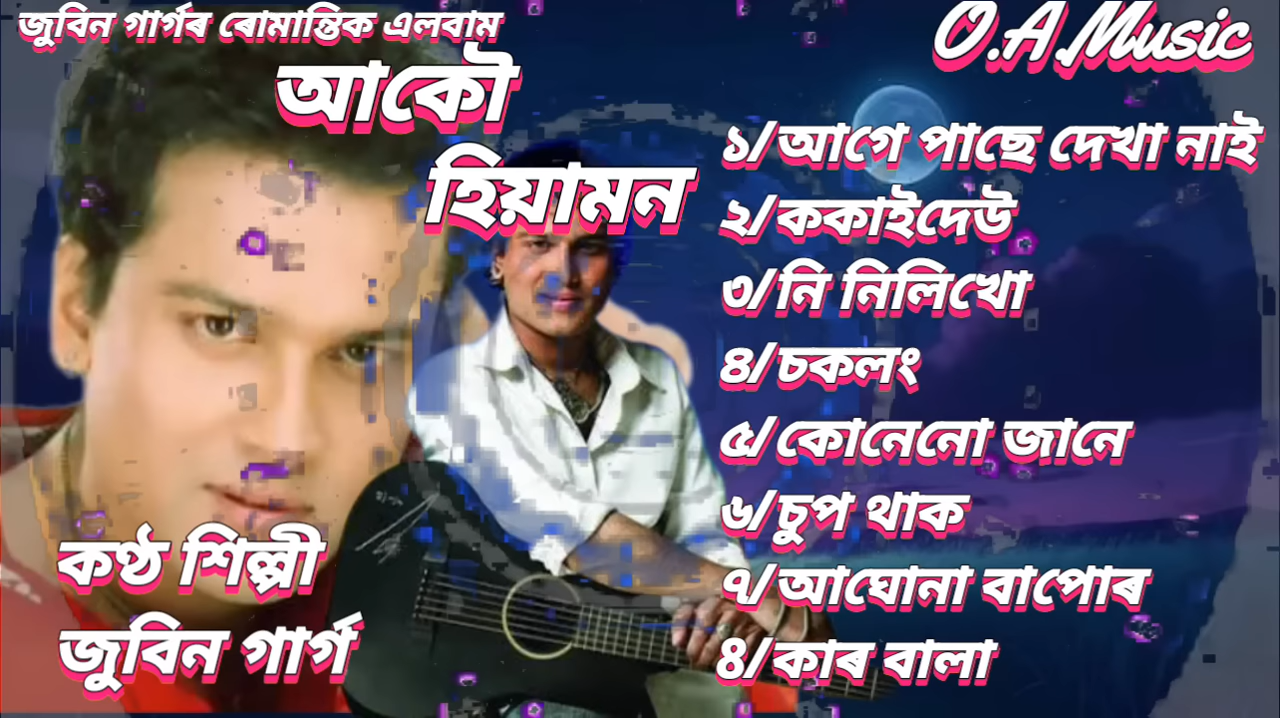 জুবিন গাৰ্গৰ ৰোমান্তিক এলবাম
আকৌ
হিয়ামন
O.A.Music
১/আগে পাছে দেখা নাই
২/ককাইদেউ
৩/নি নিলিখো
৪/চকলং
৫/কোনেনো জানে
৬/চুপ থাক
৭/আঘোনা বাপোৰ
৪/কাৰ বালা
কণ্ঠ শিল্পী
জুবিন গাৰ্গ